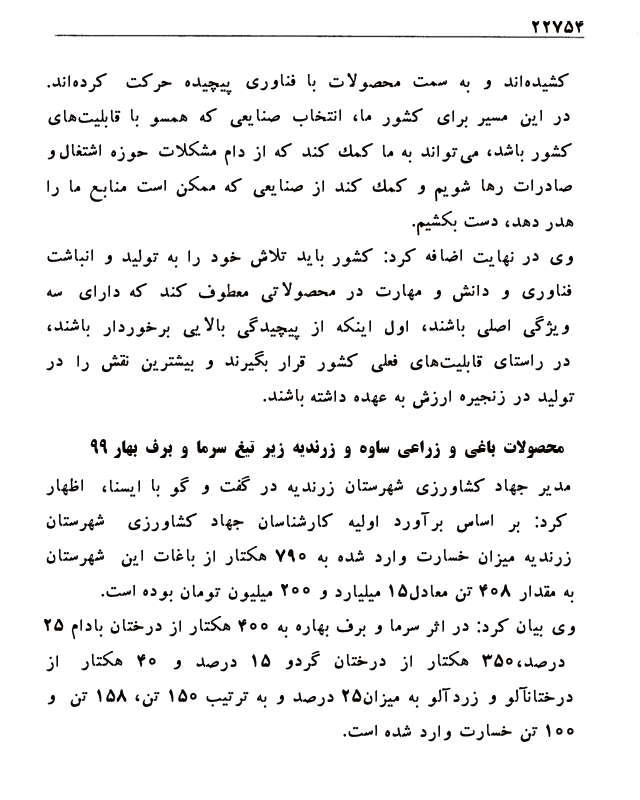 ۲۲۷۵۴
کشیده‌اند و به سمت محصولات با فناوری پیچیده حرکت کرده‌اند.
در این مسیر برای کشور ما، انتخاب صنایعی که همسو با قابلیت‌های
کشور باشد، می‌تواند به ما کمك کند که از دام مشکلات حوزه اشتغال و
صادرات رها شویم و کمك کند از صنایعی که ممکن است منابع ما را
هدر دهد، دست بکشیم.
وی در نهایت اضافه کرد: کشور باید تلاش خود را به تولید و انباشت
فناوری و دانش و مهارت در محصولاتی معطوف کند که دارای سه
ویژگی اصلی باشند، اول اینکه از پیچیدگی بالایی برخوردار باشند،
در راستای قابلیت‌های فعلی کشور قرار بگیرند و بیشترین نقش را در
تولید در زنجیره ارزش به عهده داشته باشند.
محصولات باغی و زراعی ساوه و زرندیه زیر تیغ سرما و برف بهار ۹۹
مدیر جهاد کشاورزی شهرستان زرندیه در گفت و گو با ایسنا، اظهار
کرد: بر اساس برآورد اولیه کارشناسان جهاد کشاورزی شهرستان
زرندیه میزان خسارت وارد شده به ۷۹۰ هکتار از باغات این شهرستان
به مقدار ۴۰۸ تن معادل۱۵ میلیارد و ۲۰۰ میلیون تومان بوده است.
وی بیان کرد: در اثر سرما و برف بهاره به ۴۰۰ هکتار از درختان بادام ۲۵
درصد،۳۵۰ هکتار از درختان گردو ۱۵ درصد و ۴۰ هکتار از
درختانآلو و زردآلو به میزان۲۵ درصد و به ترتیب ۱۵۰ تن، ۱۵۸ تن و
۱۰۰ تن خسارت وارد شده است.